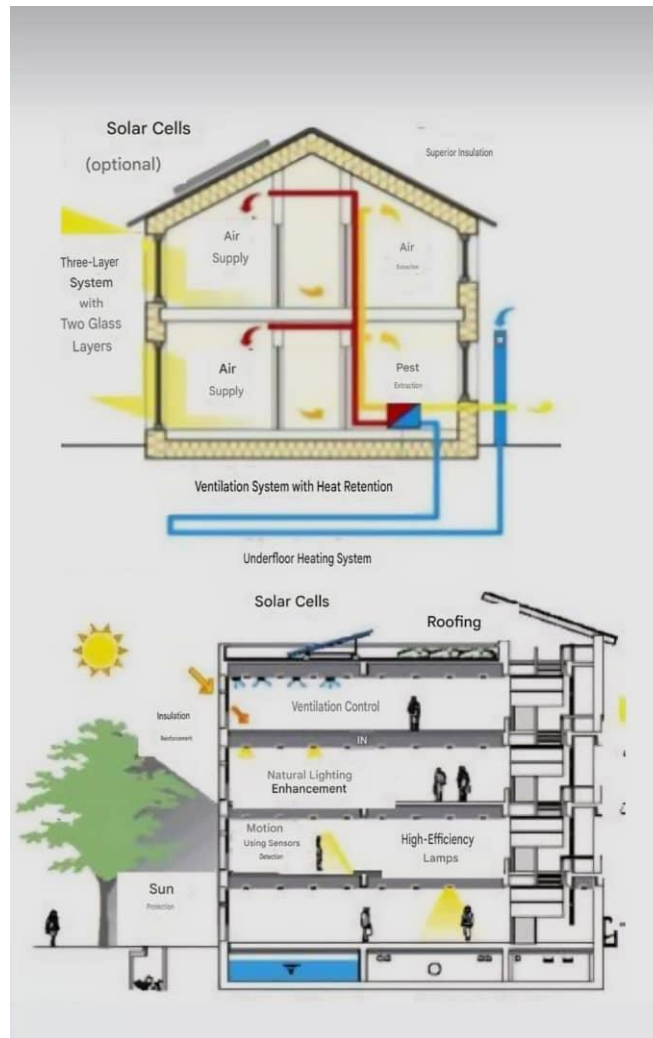 Solar Cells
(optional)
Superior Insulation
Three-Layer
System
with
Two Glass
Layers
Air
Supply
Air
Extraction
Air
Supply
Pest
Extraction
Ventilation System with Heat Retention
Underfloor Heating System
Solar Cells
Roofing
Insulation
Reinforcement
Ventilation Control
IN
Natural Lighting
Enhancement
Motion
Using Sensors
Detection
High-Efficiency
Lamps
Sun
Protection